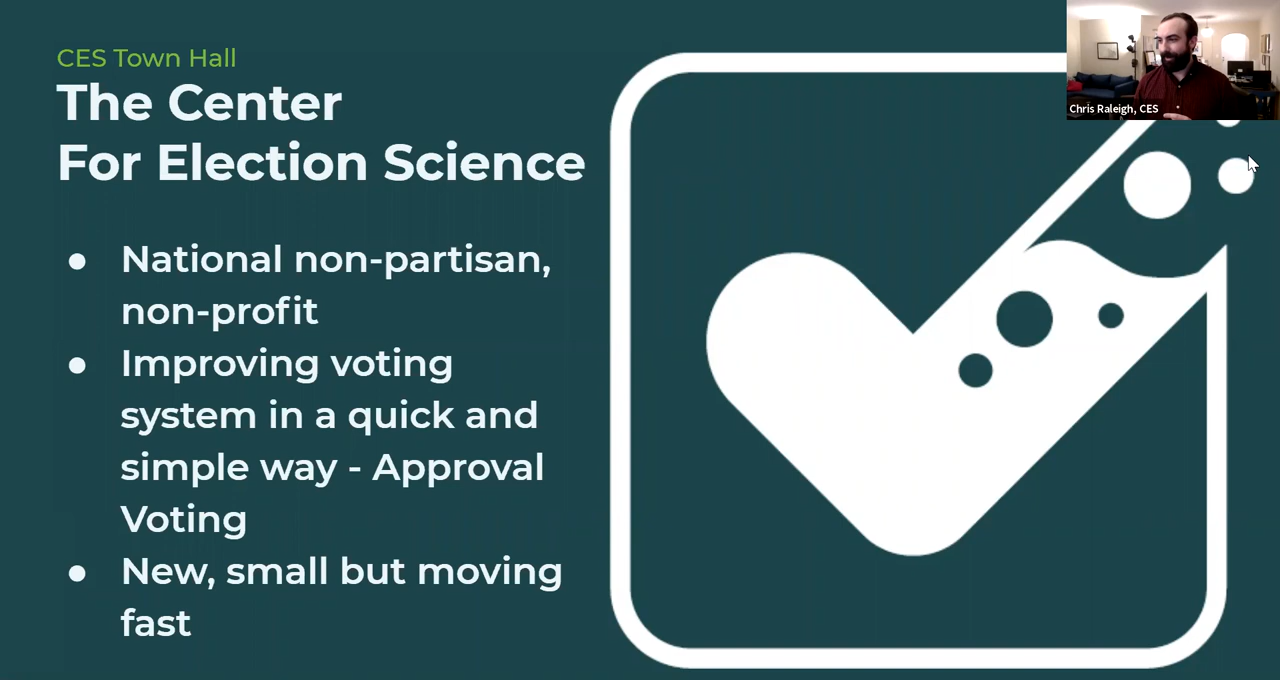 CES Town Hall
The Center
For Election Science
● National non-partisan,
non-profit
● Improving voting
system in a quick and
simple way - Approval
Voting
● New, small but moving
fast
Chris Raleigh, CES